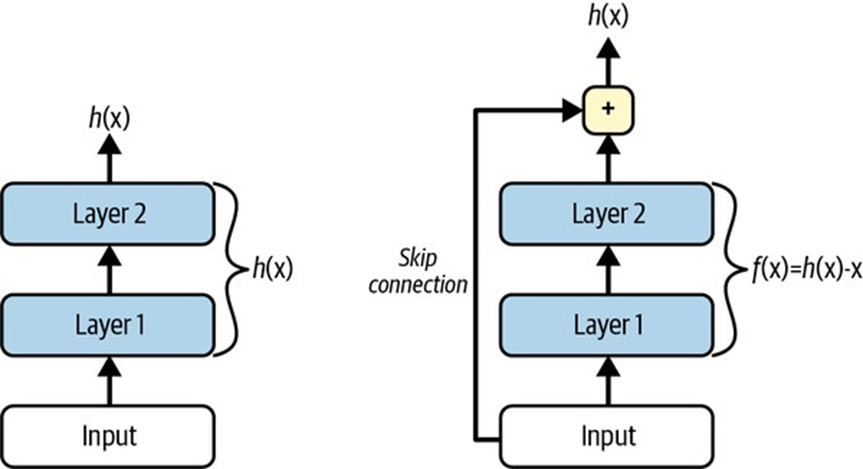 h(x)
Layer 2
h(x)
Layer 1
Input
h(x)
+
Layer 2
Skip
connection
f(x)=h(x)-x
Layer 1
Input